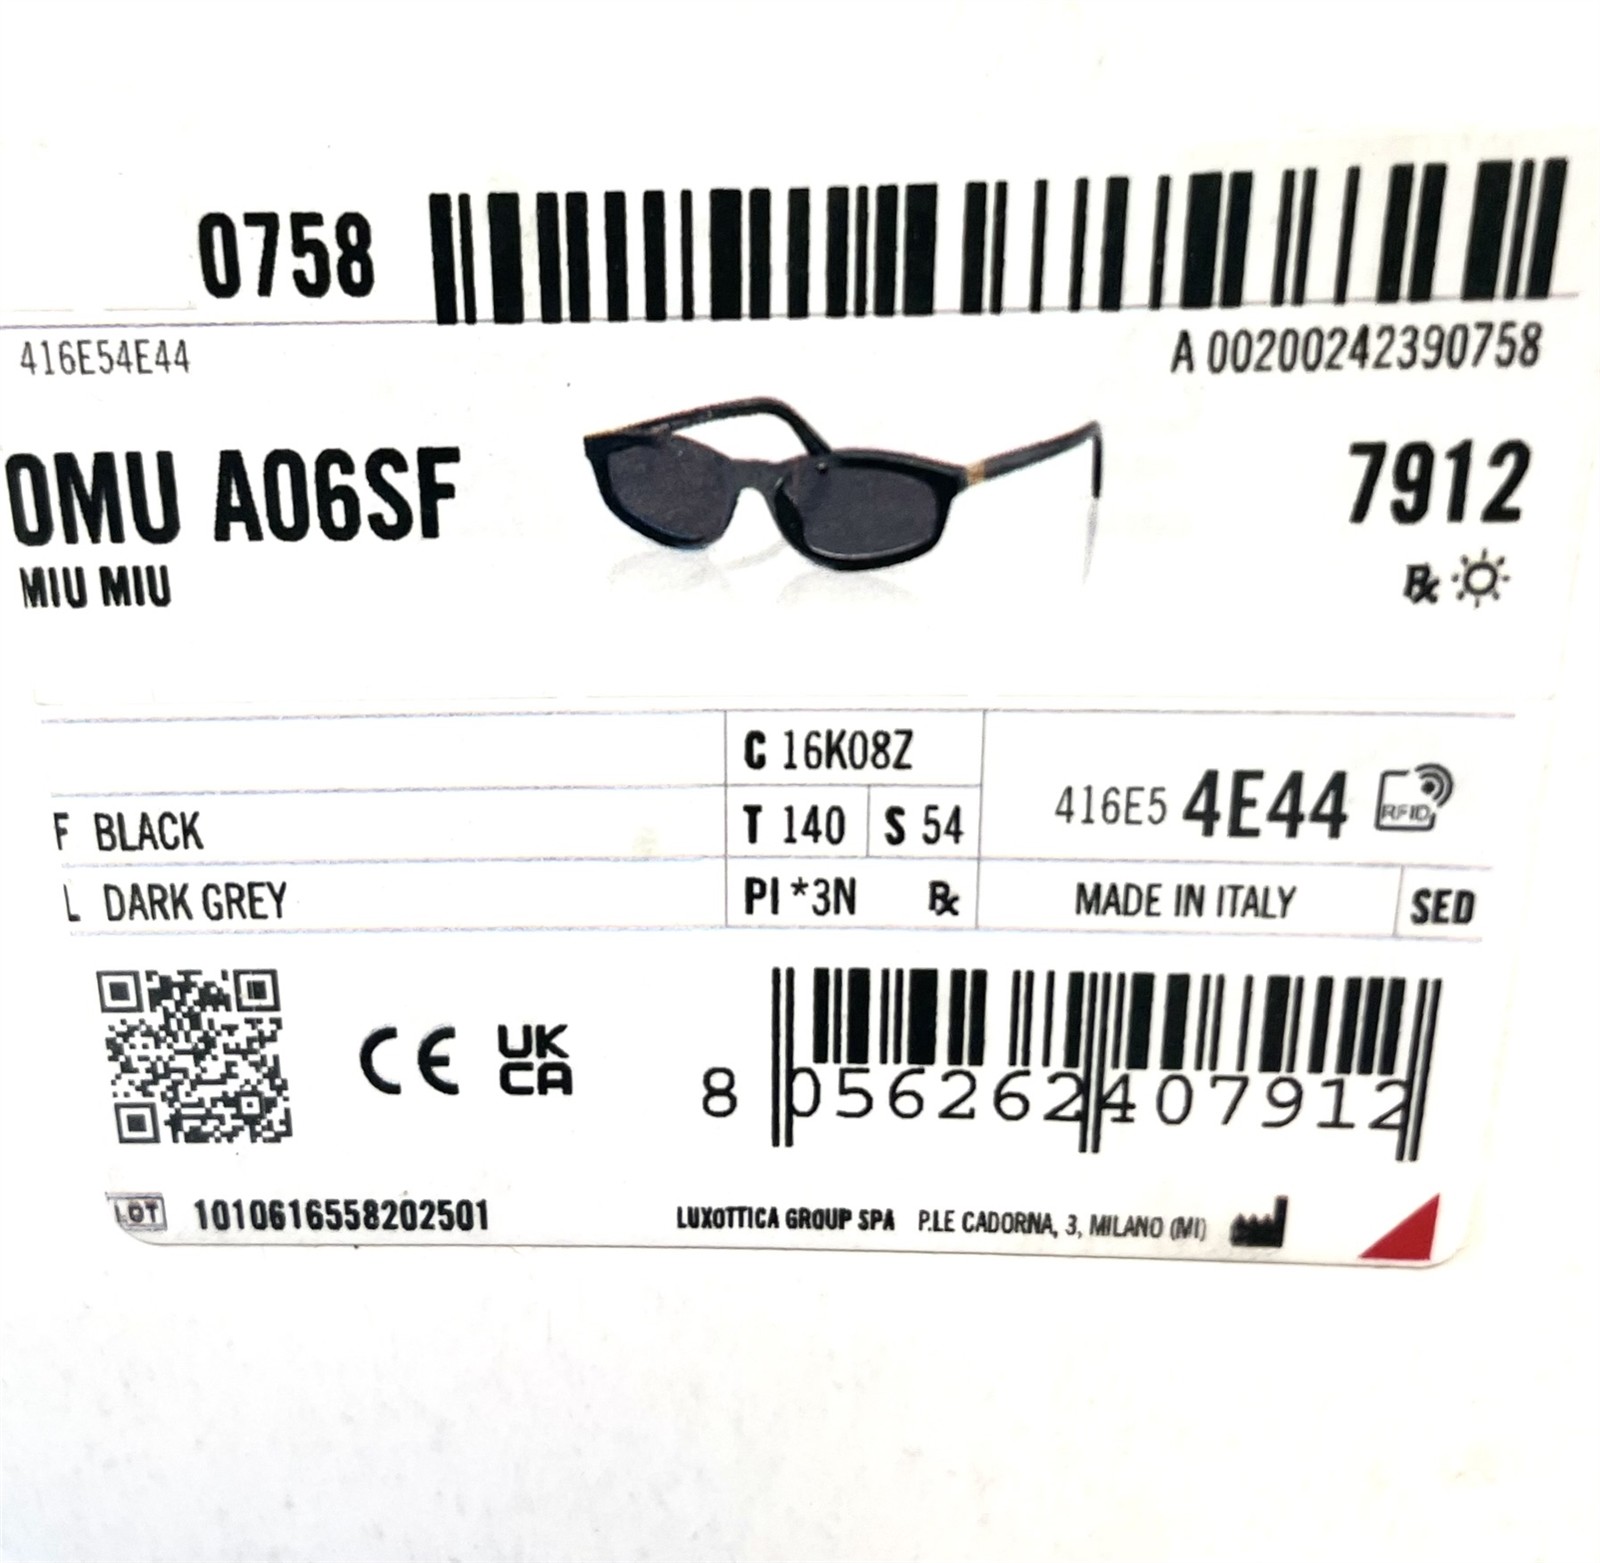 0758
416E54E44
A 00200242390758
0MU A06SF
7912
MIU MIU
Rx
C 16K08Z
F BLACK
T 140
S 54
416E5 4E44
RFID
L DARK GREY
PI *3N
Rx
MADE IN ITALY
SED
CE
UK
CA
8 056262 407912
LOT 1010616558202501
LUXOTTICA GROUP SPA P.LE CADORNA, 3, MILANO (MI)